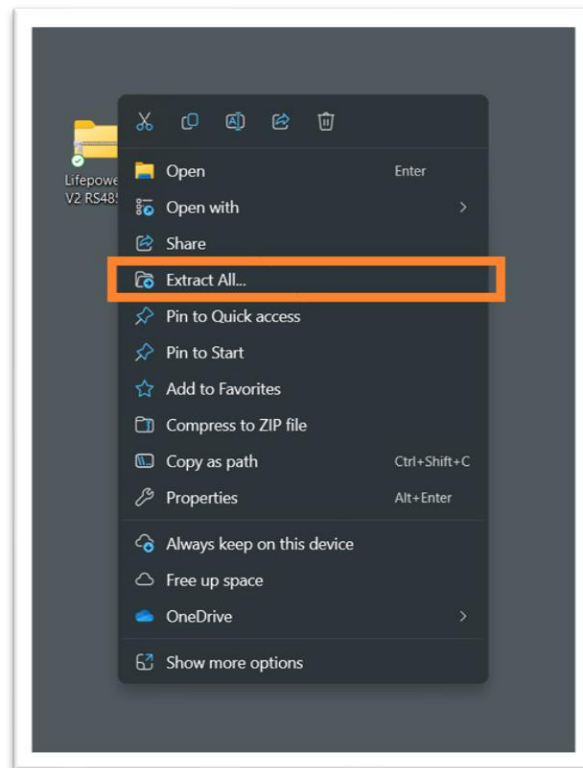 Lifepowe
V2 RS485
Open Enter
Open with
Share
Extract All...
Pin to Quick access
Pin to Start
Add to Favorites
Compress to ZIP file
Copy as path Ctrl+Shift+C
Properties Alt+Enter
Always keep on this device
Free up space
OneDrive
Show more options